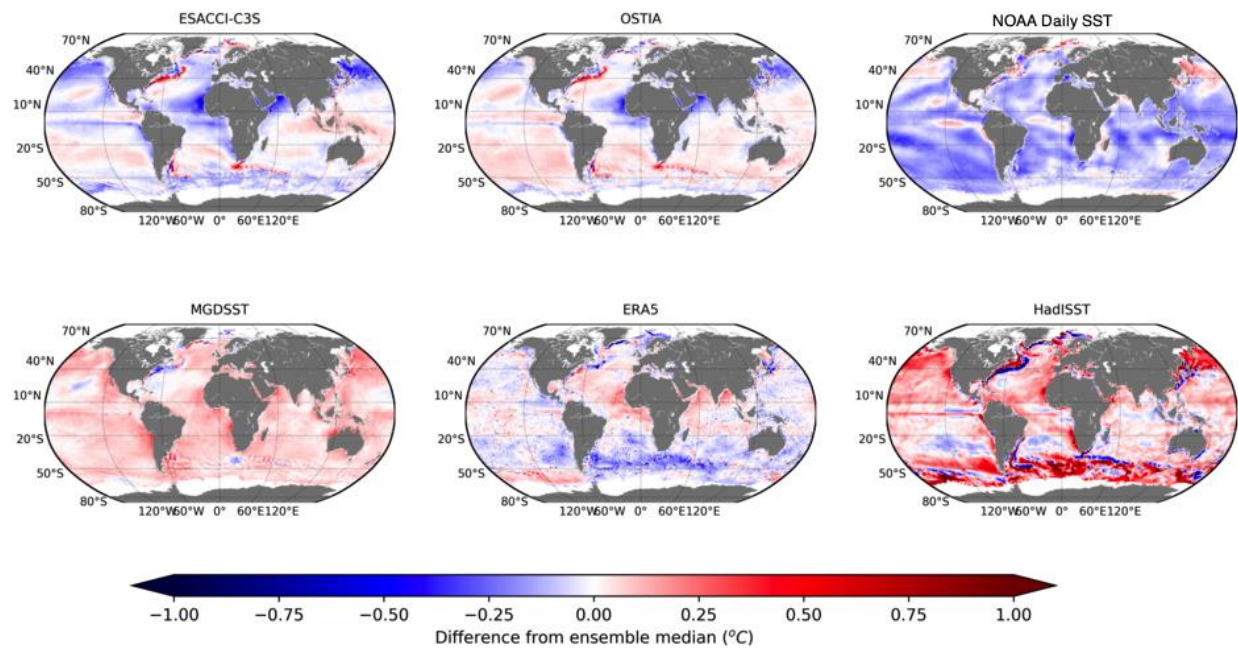 ESACCI-C3S OSTIA NOAA Daily SST
70°N 70°N 70°N
40°N 40°N 40°N
10°N 10°N 10°N
20°S 20°S 20°S
50°S 50°S 50°S
80°S 80°S 80°S
120°W60°W 0° 60°E120°E 120°W60°W 0° 60°E120°E 120°W60°W 0° 60°E120°E
MGDSST ERA5 HadISST
70°N 70°N 70°N
40°N 40°N 40°N
10°N 10°N 10°N
20°S 20°S 20°S
50°S 50°S 50°S
80°S 80°S 80°S
120°W60°W 0° 60°E120°E 120°W60°W 0° 60°E120°E 120°W60°W 0° 60°E120°E
−1.00 −0.75 −0.50 −0.25 0.00 0.25 0.50 0.75 1.00
Difference from ensemble median (°C)